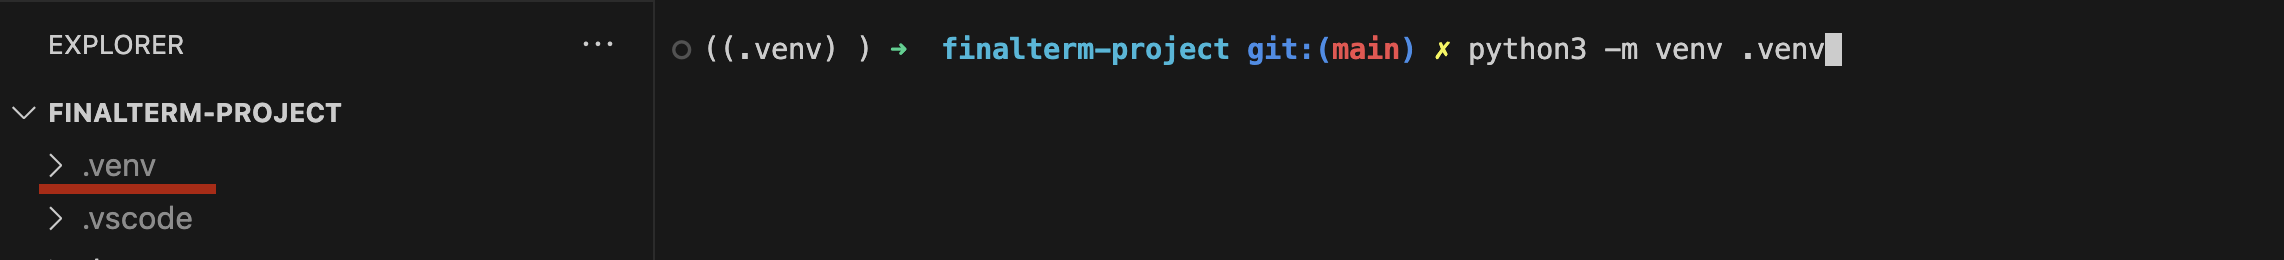 EXPLORER ...
FINALTERM-PROJECT
.venv
.vscode
((.venv) ) ➜ finalterm-project git:(main) ✗ python3 -m venv .venv